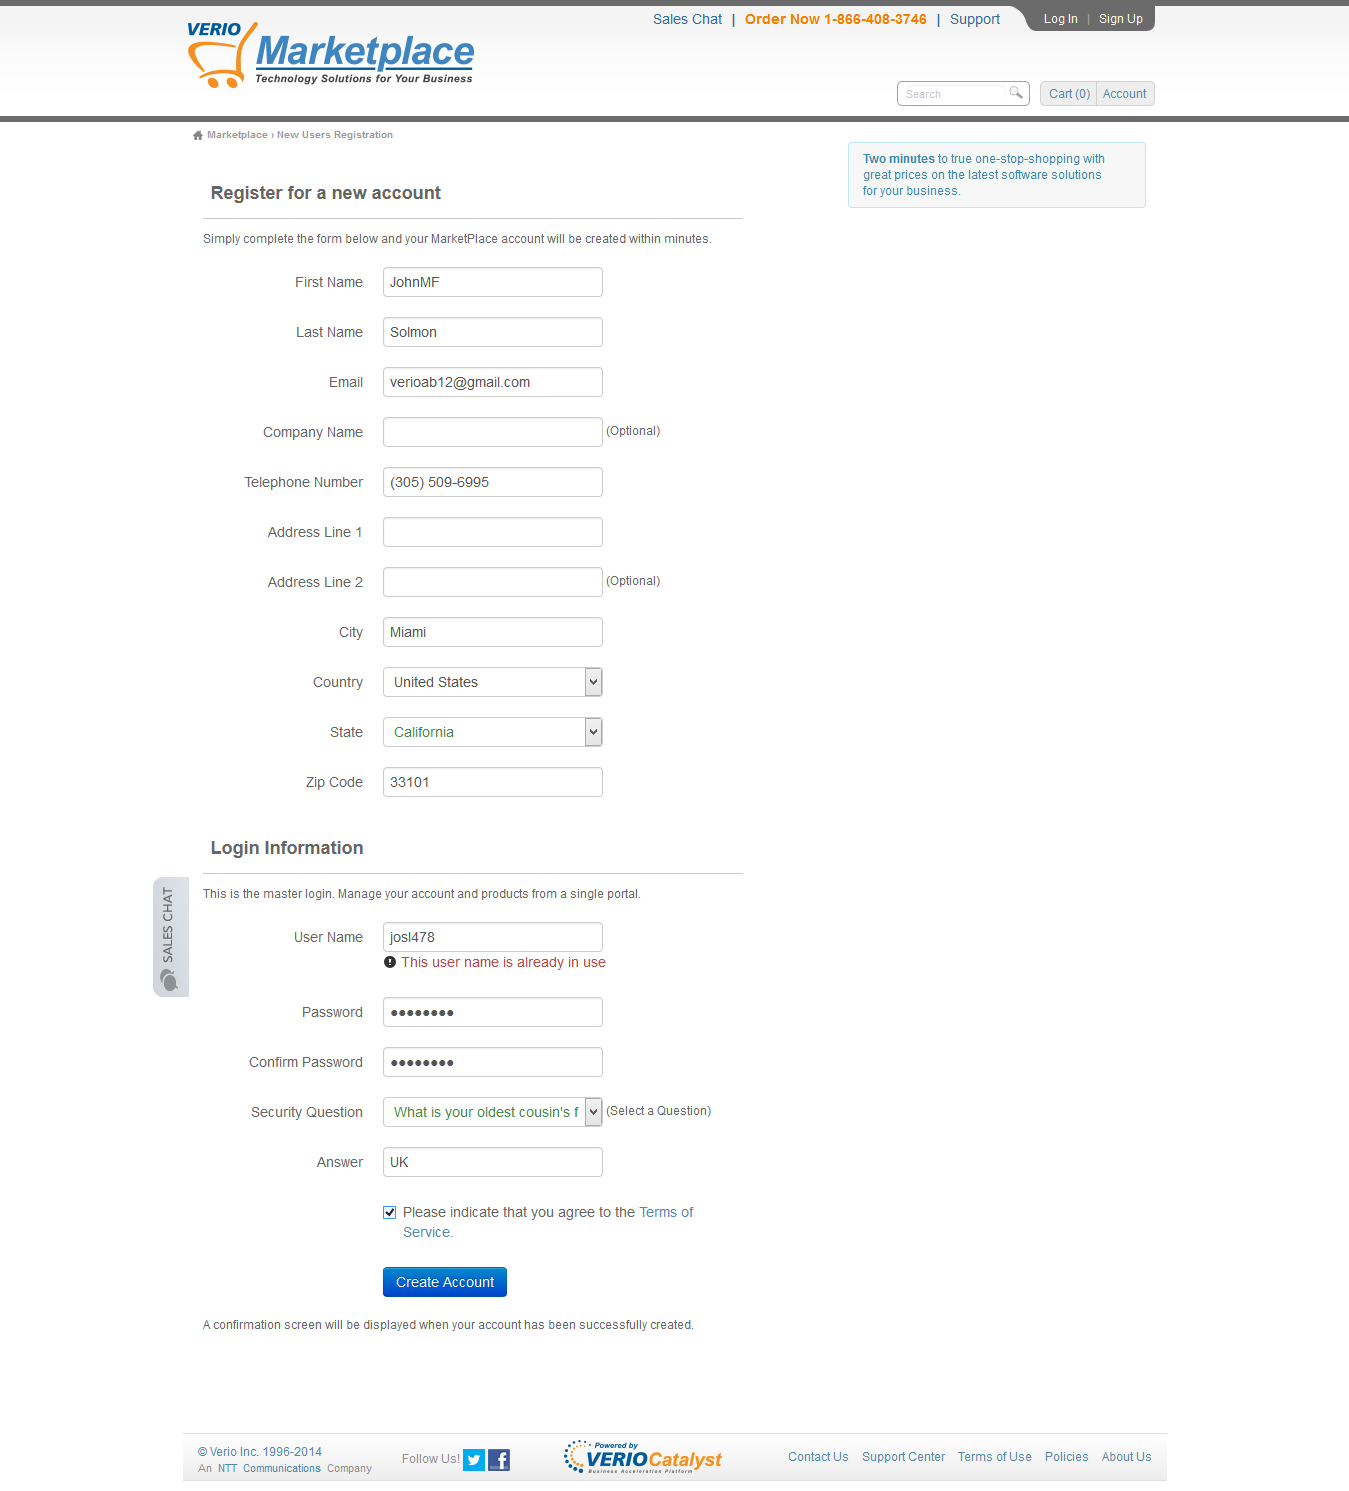 Sales Chat | Order Now 1-866-408-3746 | Support
Log In | Sign Up
VERIO
Marketplace
Technology Solutions for Your Business
Search
Cart (0) Account
Marketplace › New Users Registration
Two minutes to true one-stop-shopping with
great prices on the latest software solutions
for your business.
Register for a new account
Simply complete the form below and your MarketPlace account will be created within minutes.
First Name JohnMF
Last Name Solmon
Email verioab12@gmail.com
Company Name (Optional)
Telephone Number (305) 509-6995
Address Line 1
Address Line 2 (Optional)
City Miami
Country United States
State California
Zip Code 33101
Login Information
This is the master login. Manage your account and products from a single portal.
SALES CHAT
User Name josl478
This user name is already in use
Password ●●●●●●●●
Confirm Password ●●●●●●●●
Security Question What is your oldest cousin's f (Select a Question)
Answer UK
Please indicate that you agree to the Terms of
Service.
Create Account
A confirmation screen will be displayed when your account has been successfully created.
© Verio Inc. 1996-2014
An NTT Communications Company
Follow Us!
Powered by
VERIOCatalyst
Business Acceleration Platform
Contact Us Support Center Terms of Use Policies About Us